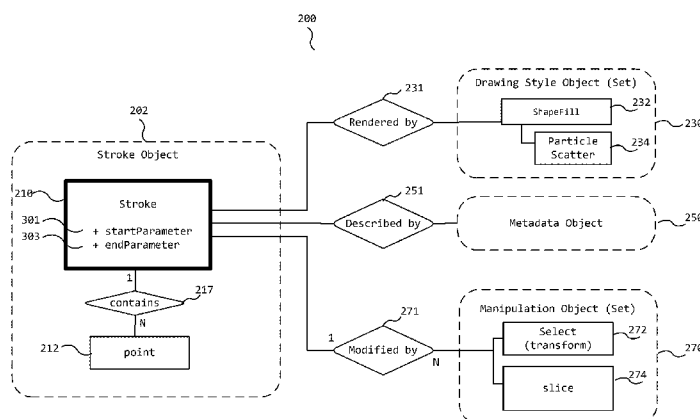 200
202
Stroke Object
210
Stroke
301
+ startParameter
303
+ endParameter
1
contains
217
N
212
point
231
Rendered by
Drawing Style Object (Set)
ShapeFill
232
Particle
Scatter
234
230
251
Described by
Metadata Object
250
271
1
Modified by
N
Manipulation Object (Set)
Select
(transform)
272
slice
274
270